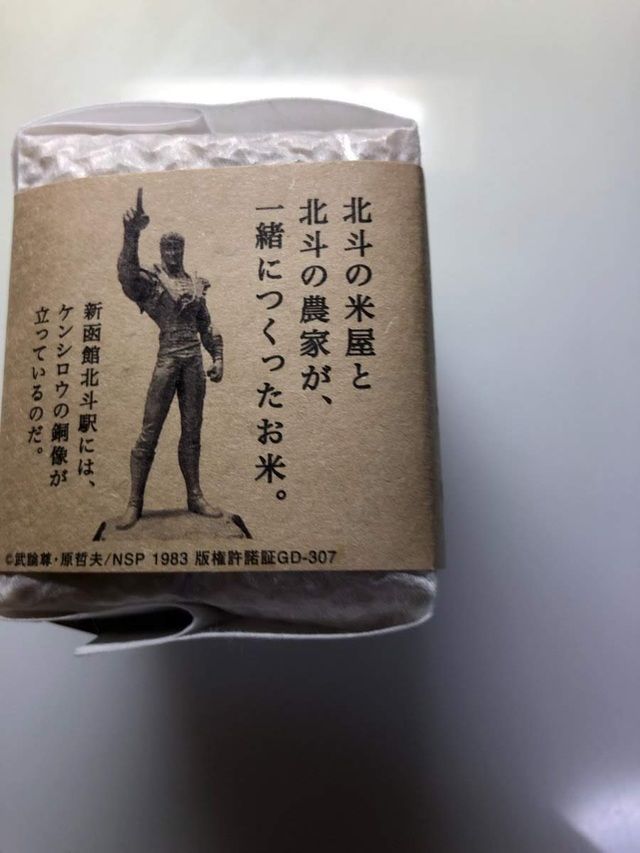 北斗の米屋と
北斗の農家が、
一緒につくったお米。
新函館北斗駅には、
ケンシロウの銅像が
立っているのだ。
©武論尊・原哲夫/NSP 1983 版権許諾証GD-307